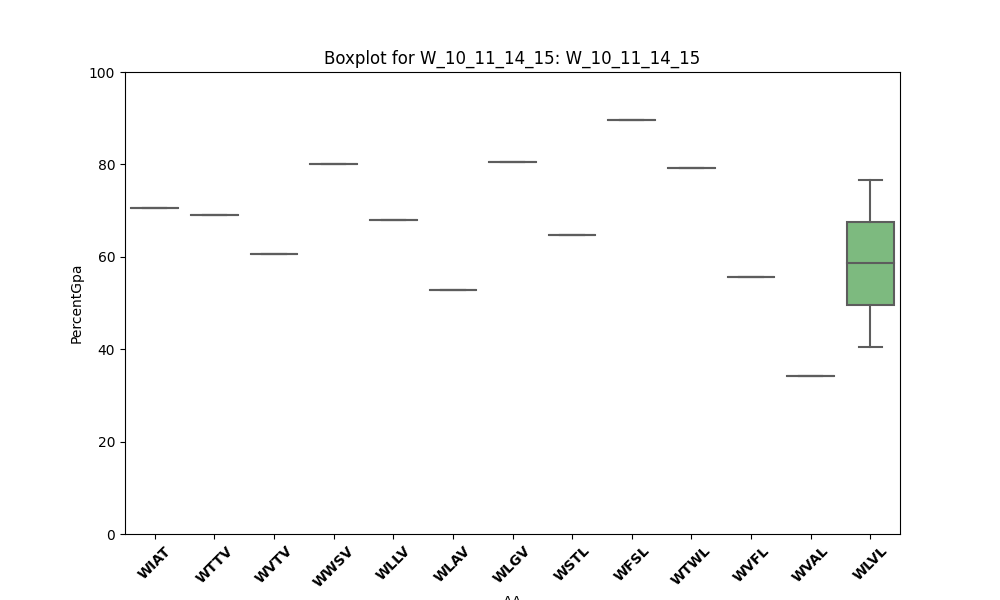 Boxplot for W_10_11_14_15: W_10_11_14_15
PercentGpa
100
80
60
40
20
0
WIAT
WTTV
WVTV
WWSV
WLLV
WLAV
WLGV
WSTL
WFSL
WTWL
WVFL
WVAL
WLVL
AA